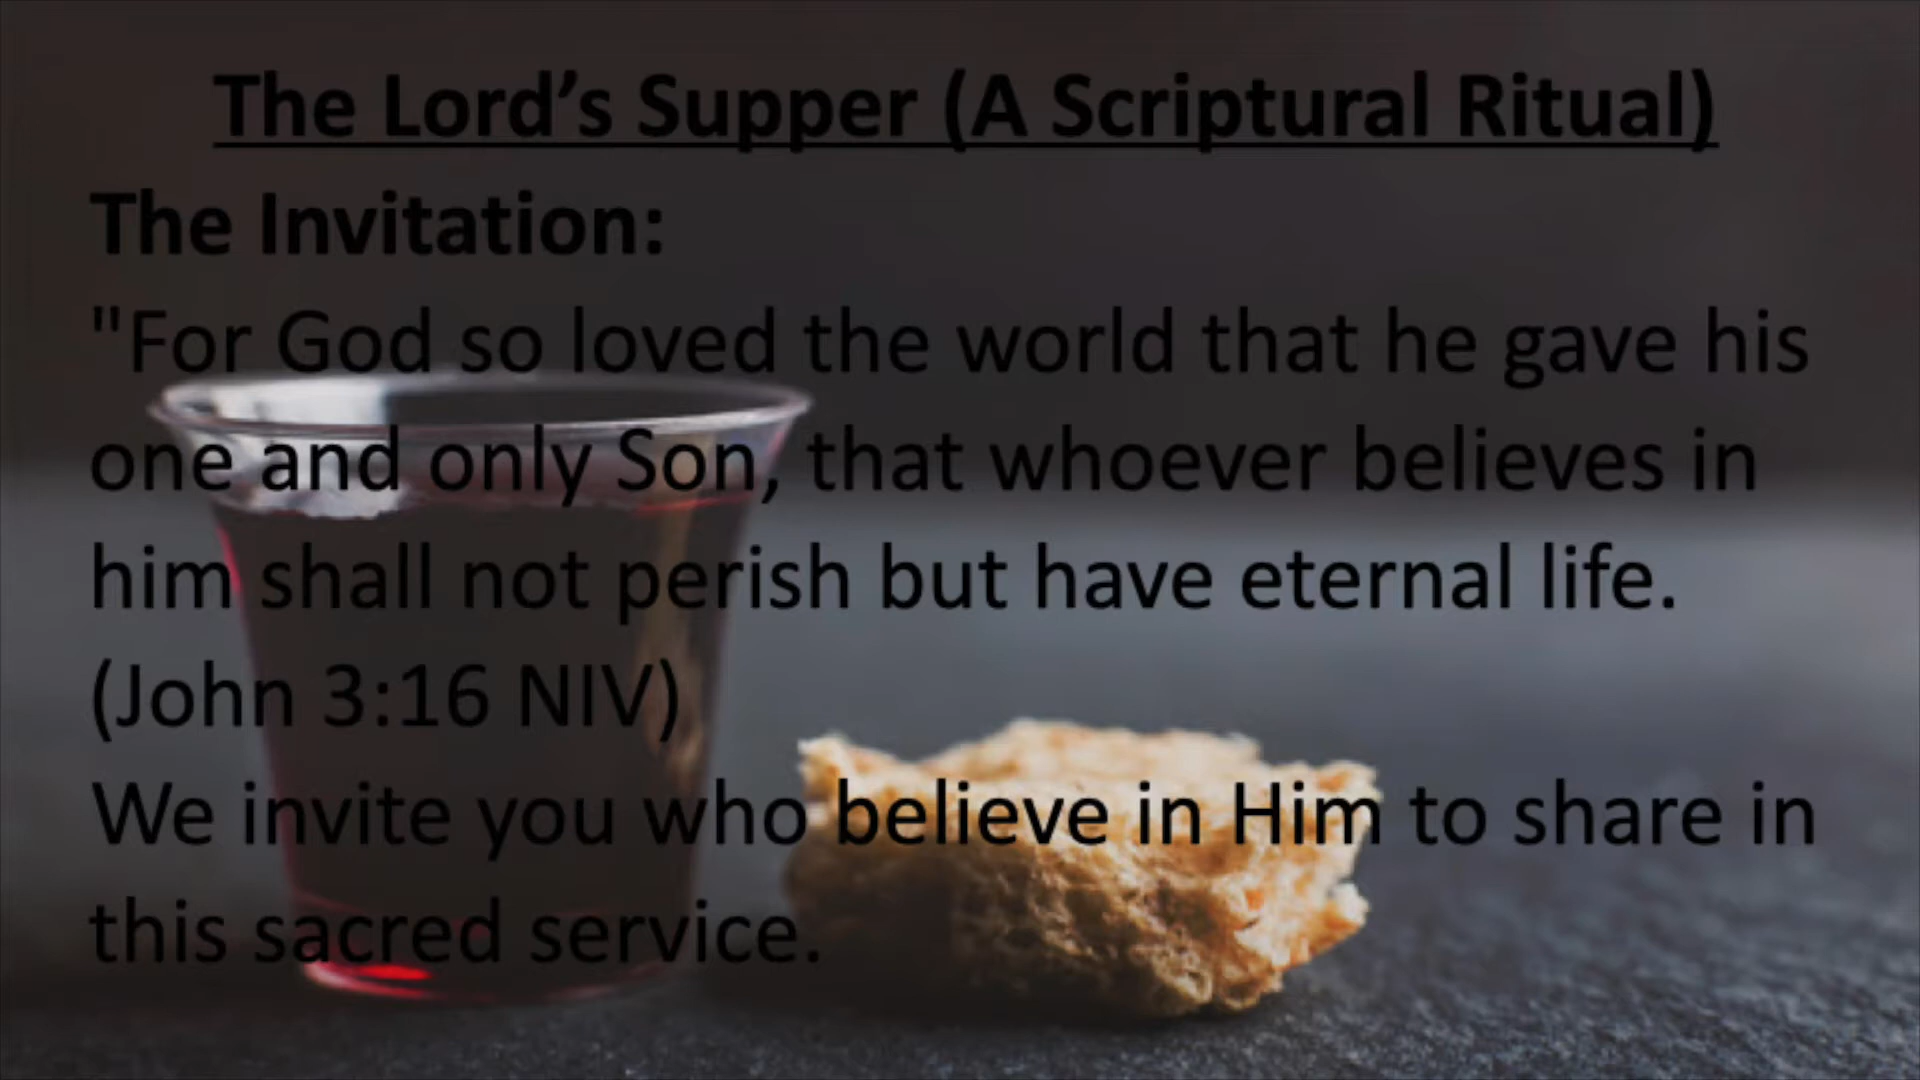 The Lord’s Supper (A Scriptural Ritual)
The Invitation:
"For God so loved the world that he gave his
one and only Son, that whoever believes in
him shall not perish but have eternal life.
(John 3:16 NIV)
We invite you who believe in Him to share in
this sacred service.